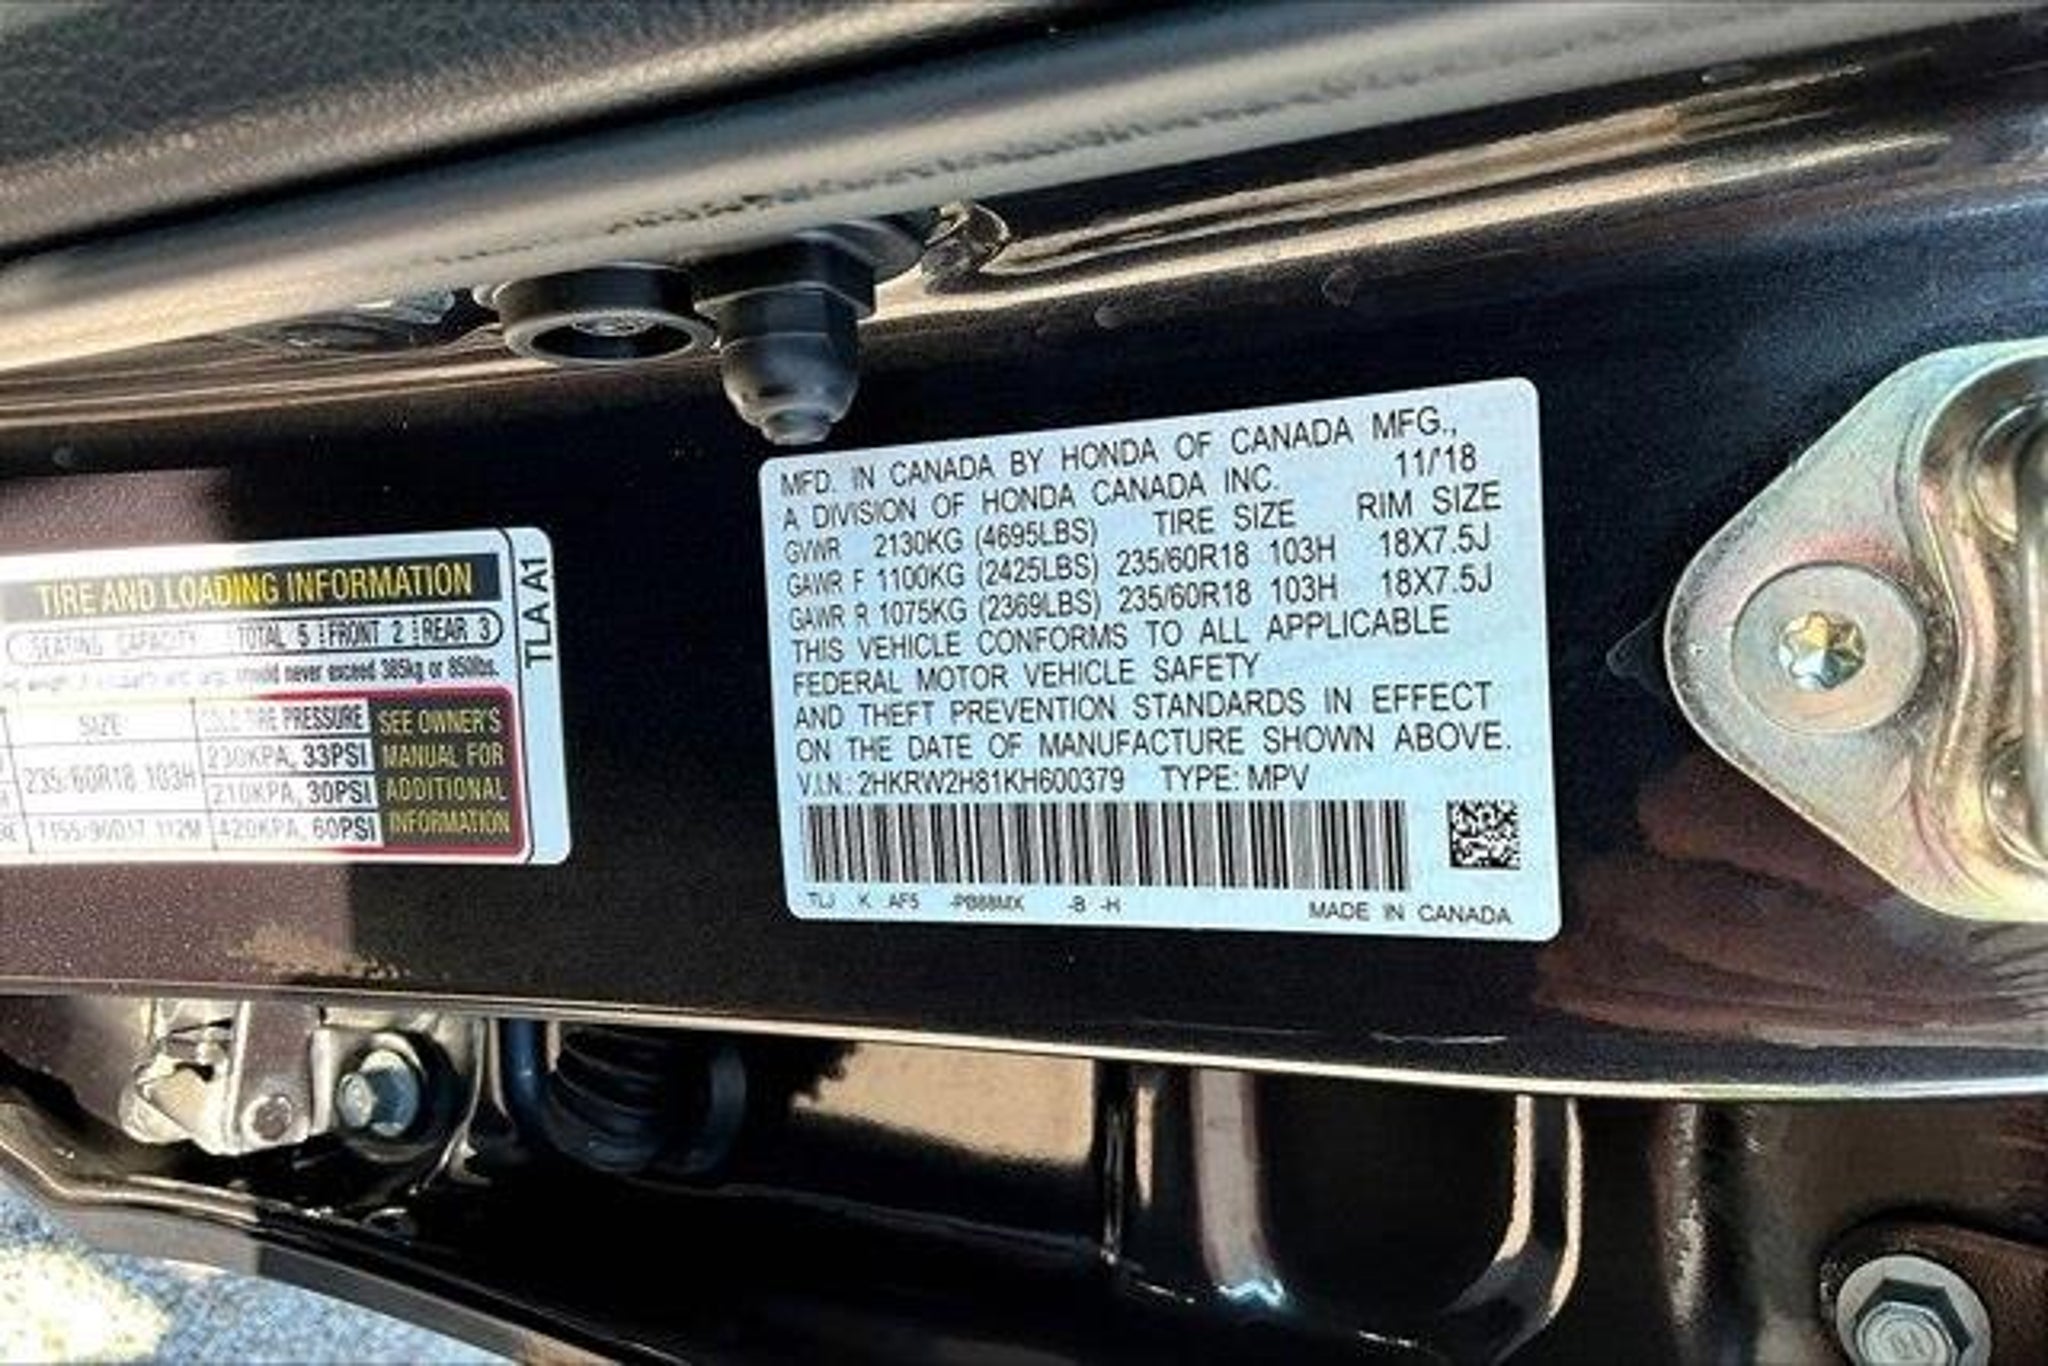 TIRE AND LOADING INFORMATION
SEATING CAPACITY TOTAL 5 FRONT 2 REAR 3
should never exceed 385kg or 850lbs.
SIZE COLD TIRE PRESSURE SEE OWNER'S
235/60R18 103H 230KPA, 33PSI MANUAL FOR
210KPA, 30PSI ADDITIONAL
T155/90D17 112M 420KPA, 60PSI INFORMATION
TLA A1
MFD. IN CANADA BY HONDA OF CANADA MFG.,
A DIVISION OF HONDA CANADA INC. 11/'18
GVWR 2130KG (4695LBS) TIRE SIZE RIM SIZE
GAWR F 1100KG (2425LBS) 235/60R18 103H 18X7.5J
GAWR R 1075KG (2369LBS) 235/60R18 103H 18X7.5J
THIS VEHICLE CONFORMS TO ALL APPLICABLE
FEDERAL MOTOR VEHICLE SAFETY
AND THEFT PREVENTION STANDARDS IN EFFECT
ON THE DATE OF MANUFACTURE SHOWN ABOVE.
V.I.N: 2HKRW2H81KH600379 TYPE: MPV
TLJ K AF5 -PB88MX -B -H MADE IN CANADA